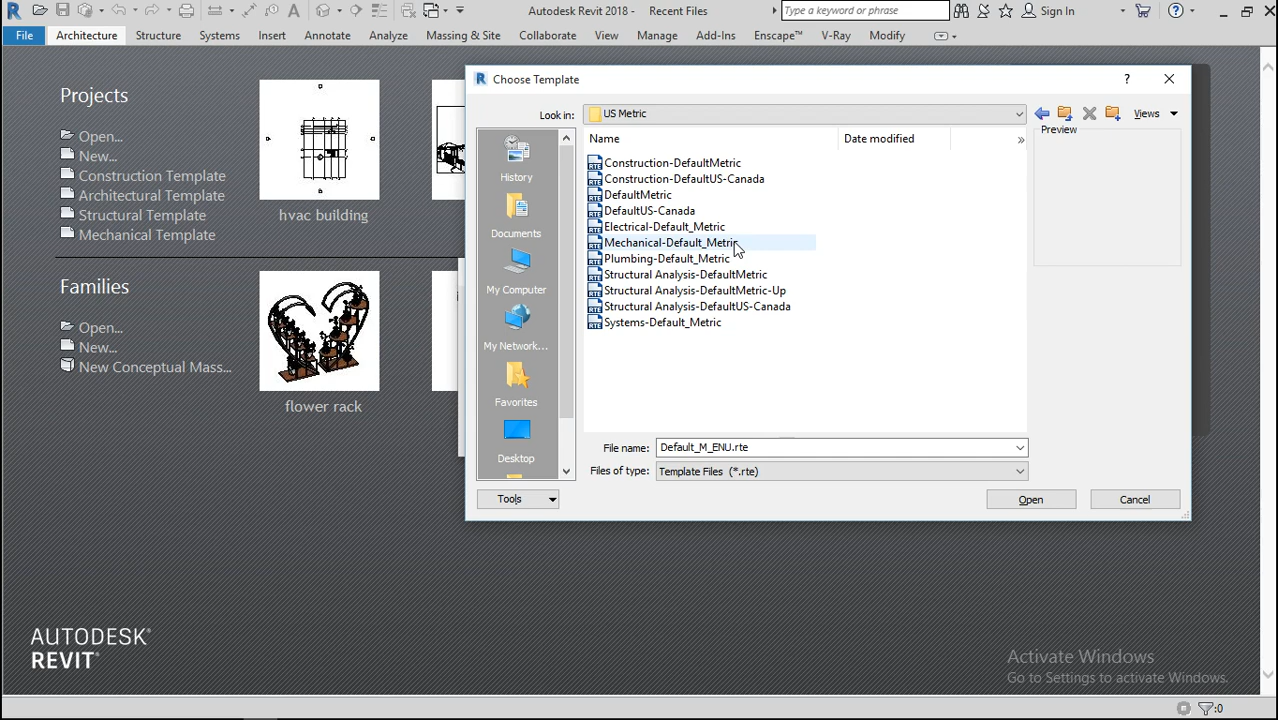 Autodesk Revit 2018 - Recent Files
Type a keyword or phrase
Sign In
File
Architecture
Structure
Systems
Insert
Annotate
Analyze
Massing & Site
Collaborate
View
Manage
Add-Ins
Enscape™
V-Ray
Modify
Projects
Open...
New...
Construction Template
Architectural Template
Structural Template
Mechanical Template
hvac building
Families
Open...
New...
New Conceptual Mass...
flower rack
Choose Template
Look in:
US Metric
Views
History
Documents
My Computer
My Network...
Favorites
Desktop
Name
Date modified
Construction-DefaultMetric
Construction-DefaultUS-Canada
DefaultMetric
DefaultUS-Canada
Electrical-Default_Metric
Mechanical-Default_Metric
Plumbing-Default_Metric
Structural Analysis-DefaultMetric
Structural Analysis-DefaultMetric-Up
Structural Analysis-DefaultUS-Canada
Systems-Default_Metric
Preview
File name:
Default_M_ENU.rte
Files of type:
Template Files (*.rte)
Tools
Open
Cancel
AUTODESK®
REVIT®
Activate Windows
Go to Settings to activate Windows.
:0